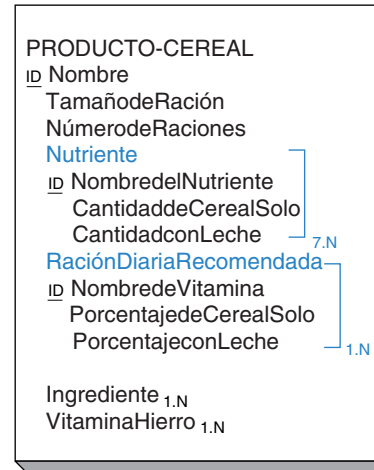 PRODUCTO-CEREAL
ID Nombre
TamañodeRación
NúmerodeRaciones
Nutriente
ID NombredelNutriente
CantidaddeCerealSolo
CantidadconLeche 7.N
RaciónDiariaRecomendada
ID NombredeVitamina
PorcentajedeCerealSolo
PorcentajeconLeche 1.N
Ingrediente 1.N
VitaminaHierro 1.N